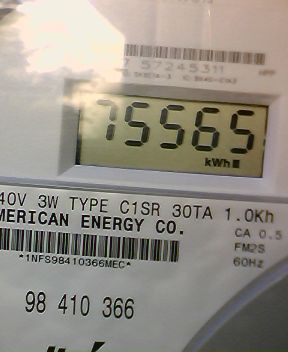 57245311
75565
kWh
40V 3W TYPE C1SR 30TA 1.0Kh
MERICAN ENERGY CO.
CA 0.5
FM2S
60Hz
*1NFS98410366MEC*
98 410 366